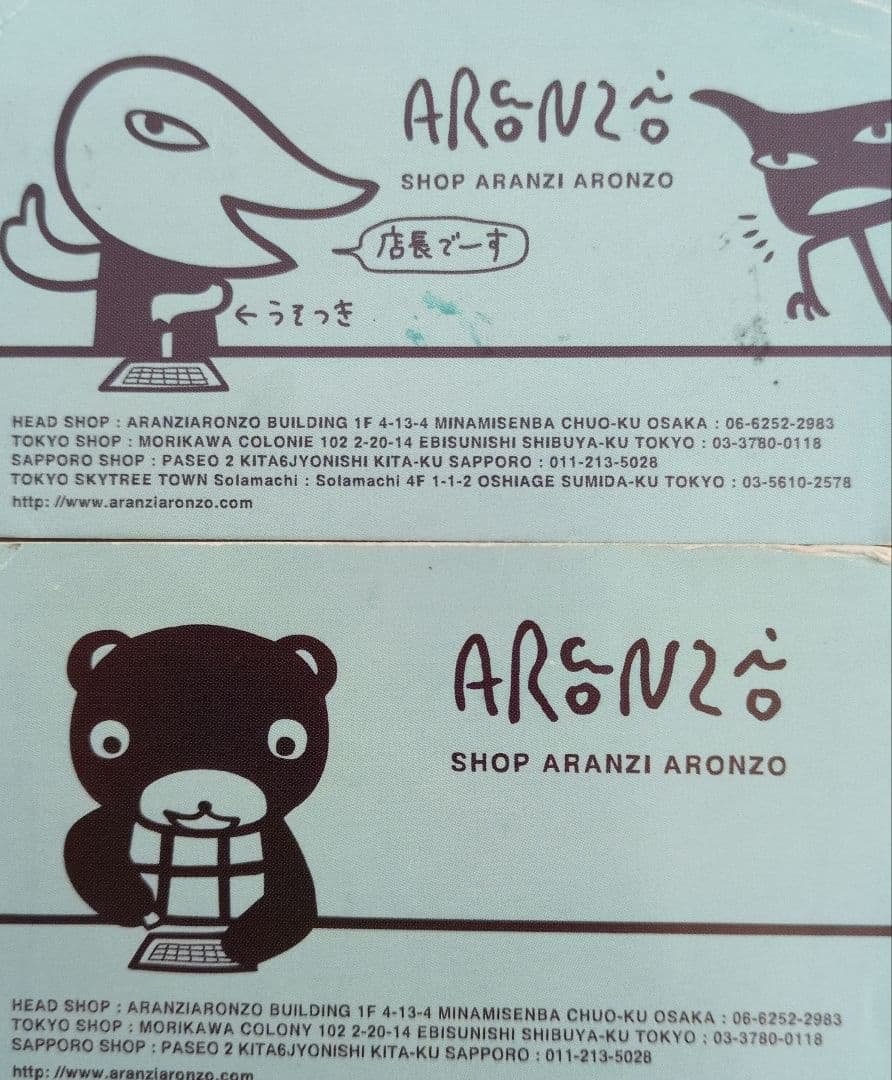 ARANZI ARONZO
SHOP ARANZI ARONZO
店長でーす
←うそつき
HEAD SHOP : ARANZIARONZO BUILDING 1F 4-13-4 MINAMISENBA CHUO-KU OSAKA : 06-6252-2983
TOKYO SHOP : MORIKAWA COLONIE 102 2-20-14 EBISUNISHI SHIBUYA-KU TOKYO : 03-3780-0118
SAPPORO SHOP : PASEO 2 KITA6JYONISHI KITA-KU SAPPORO : 011-213-5028
TOKYO SKYTREE TOWN Solamachi : Solamachi 4F 1-1-2 OSHIAGE SUMIDA-KU TOKYO : 03-5610-2578
http: //www.aranziaronzo.com
ARANZI ARONZO
SHOP ARANZI ARONZO
HEAD SHOP : ARANZIARONZO BUILDING 1F 4-13-4 MINAMISENBA CHUO-KU OSAKA : 06-6252-2983
TOKYO SHOP : MORIKAWA COLONY 102 2-20-14 EBISUNISHI SHIBUYA-KU TOKYO : 03-3780-0118
SAPPORO SHOP : PASEO 2 KITA6JYONISHI KITA-KU SAPPORO : 011-213-5028
http: //www.aranziaronzo.com